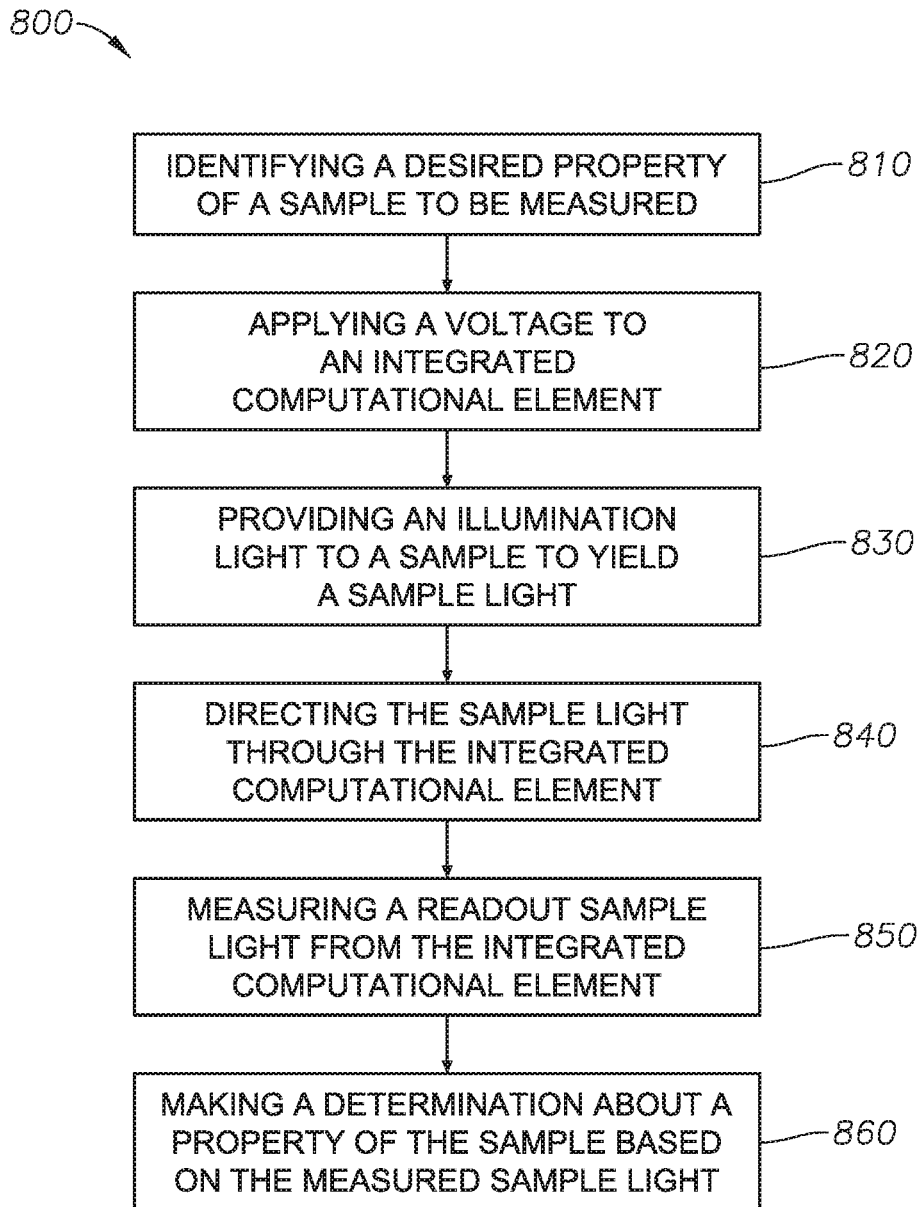 800
IDENTIFYING A DESIRED PROPERTY
OF A SAMPLE TO BE MEASURED
810
APPLYING A VOLTAGE TO
AN INTEGRATED
COMPUTATIONAL ELEMENT
820
PROVIDING AN ILLUMINATION
LIGHT TO A SAMPLE TO YIELD
A SAMPLE LIGHT
830
DIRECTING THE SAMPLE LIGHT
THROUGH THE INTEGRATED
COMPUTATIONAL ELEMENT
840
MEASURING A READOUT SAMPLE
LIGHT FROM THE INTEGRATED
COMPUTATIONAL ELEMENT
850
MAKING A DETERMINATION ABOUT A
PROPERTY OF THE SAMPLE BASED
ON THE MEASURED SAMPLE LIGHT
860